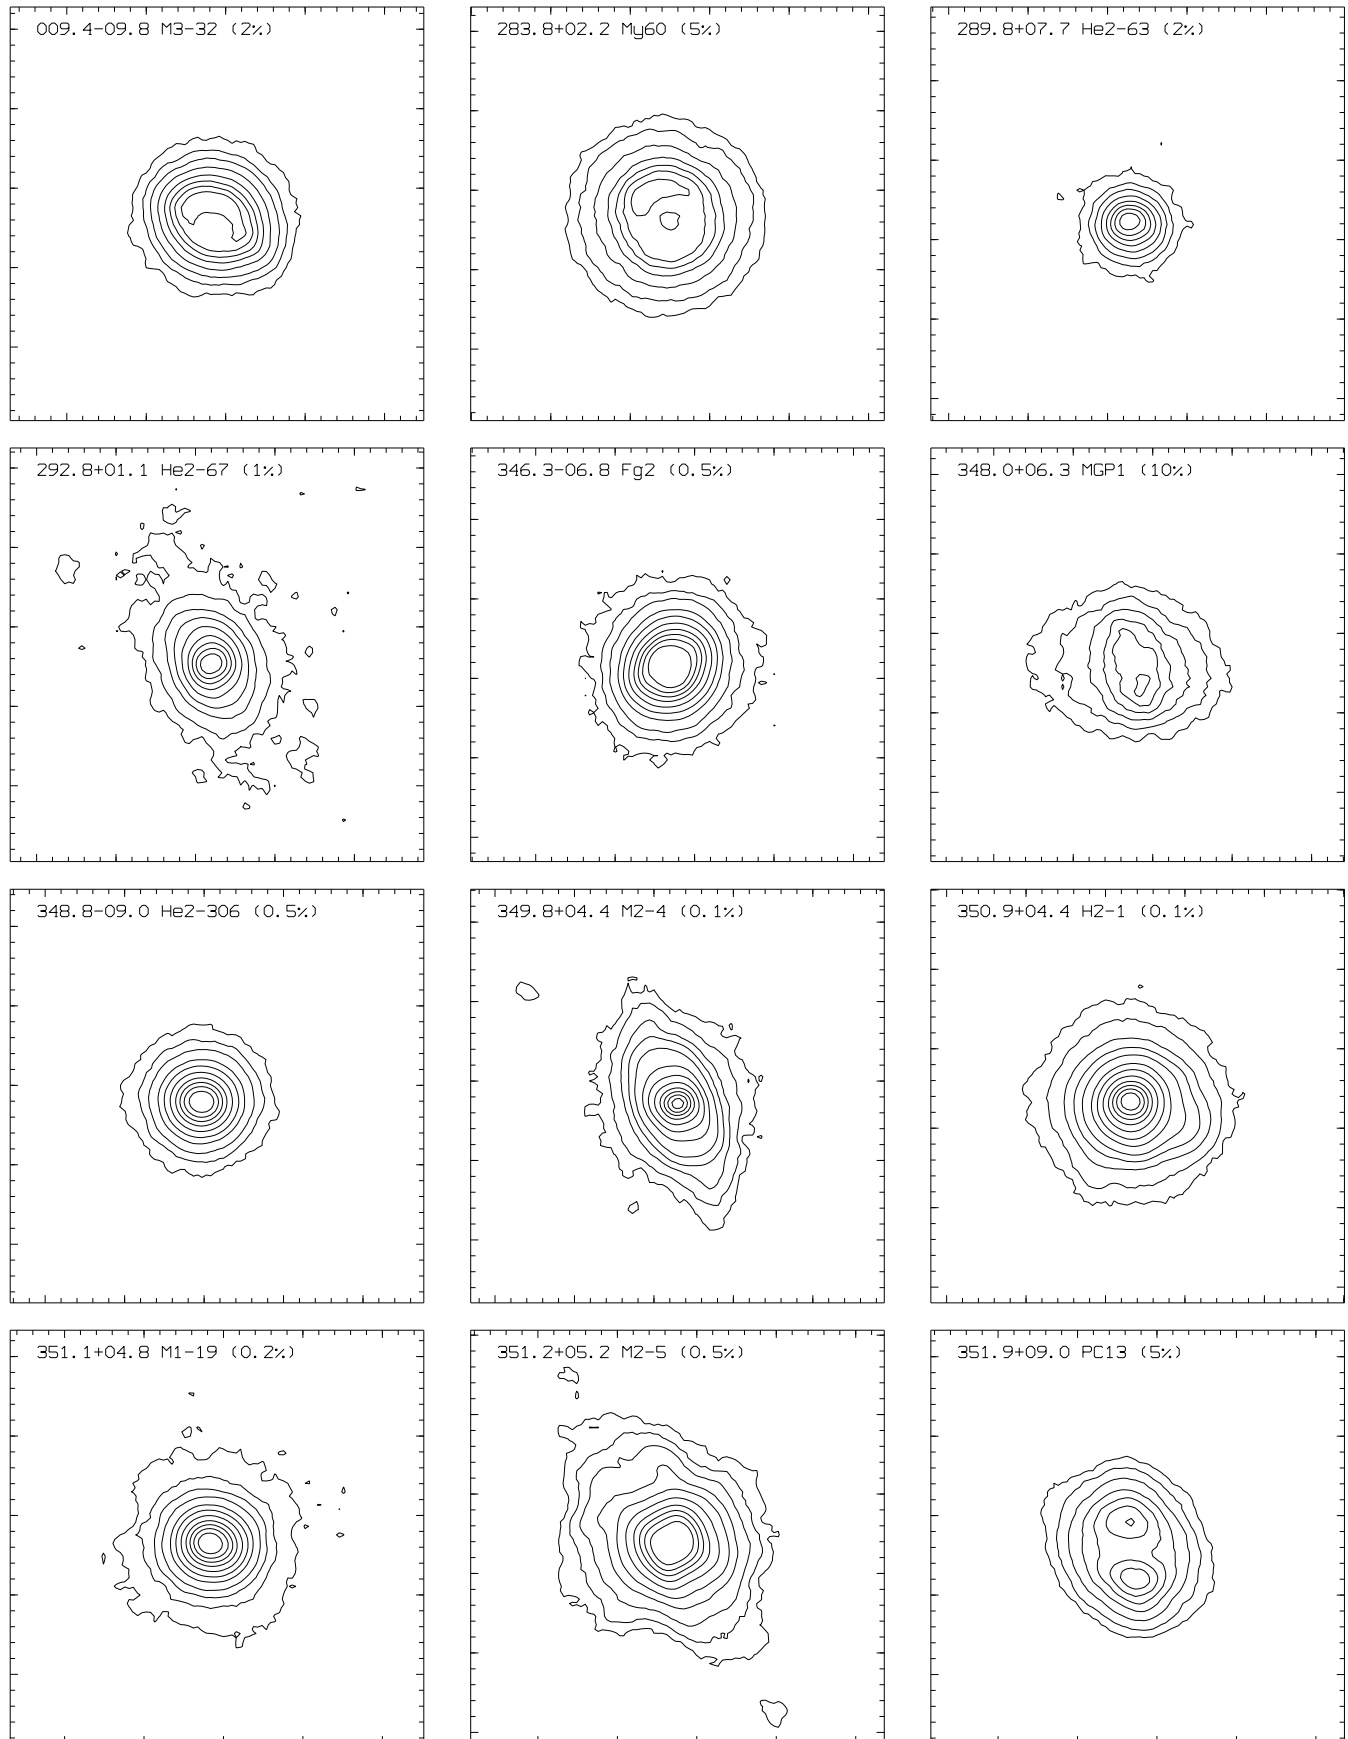 009.4-09.8 M3-32 (2%)
283.8+02.2 My60 (5%)
289.8+07.7 He2-63 (2%)
292.8+01.1 He2-67 (1%)
346.3-06.8 Fg2 (0.5%)
348.0+06.3 MGP1 (10%)
348.8-09.0 He2-306 (0.5%)
349.8+04.4 M2-4 (0.1%)
350.9+04.4 H2-1 (0.1%)
351.1+04.8 M1-19 (0.2%)
351.2+05.2 M2-5 (0.5%)
351.9+09.0 PC13 (5%)